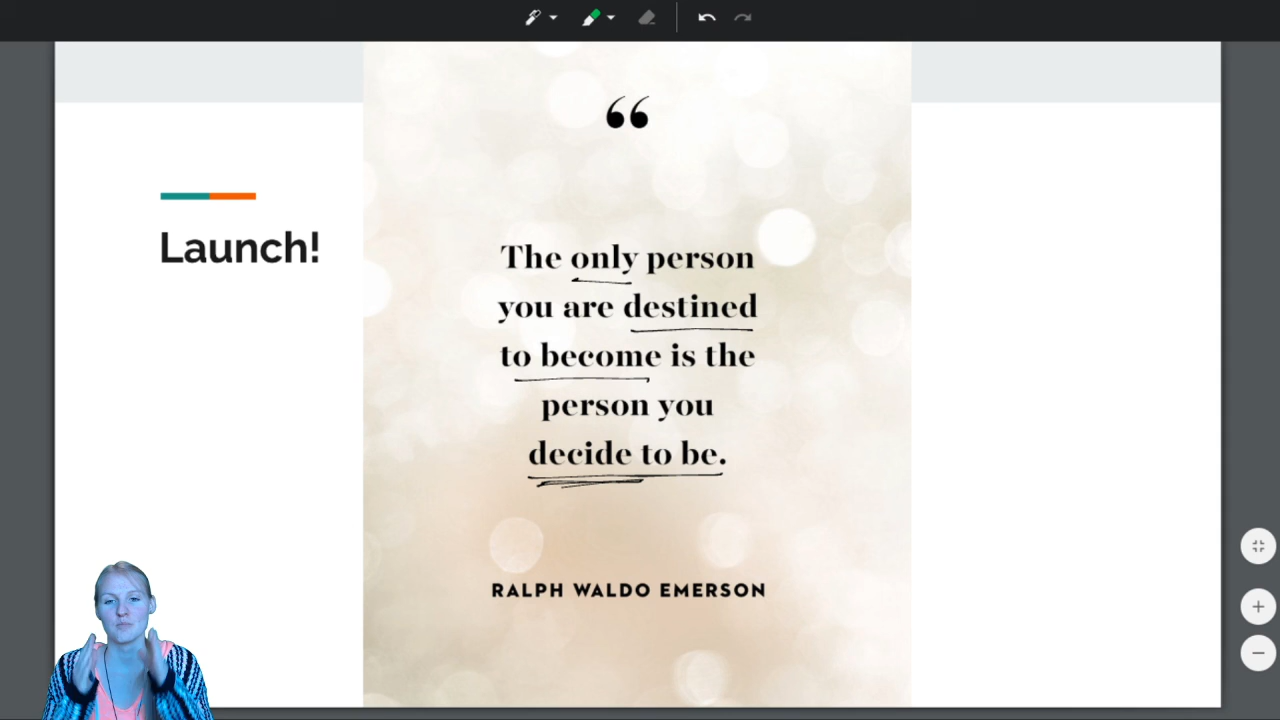 Launch!
“
The only person
you are destined
to become is the
person you
decide to be.
RALPH WALDO EMERSON